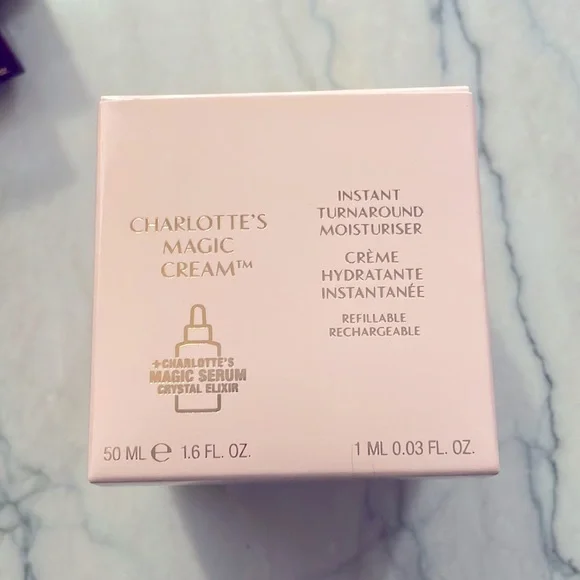 CHARLOTTE'S
MAGIC
CREAM™
+CHARLOTTE'S
MAGIC SERUM
CRYSTAL ELIXIR
50 ML ℮ 1.6 FL. OZ.
INSTANT
TURNAROUND
MOISTURISER
CRÈME
HYDRATANTE
INSTANTANÉE
REFILLABLE
RECHARGEABLE
1 ML 0.03 FL. OZ.